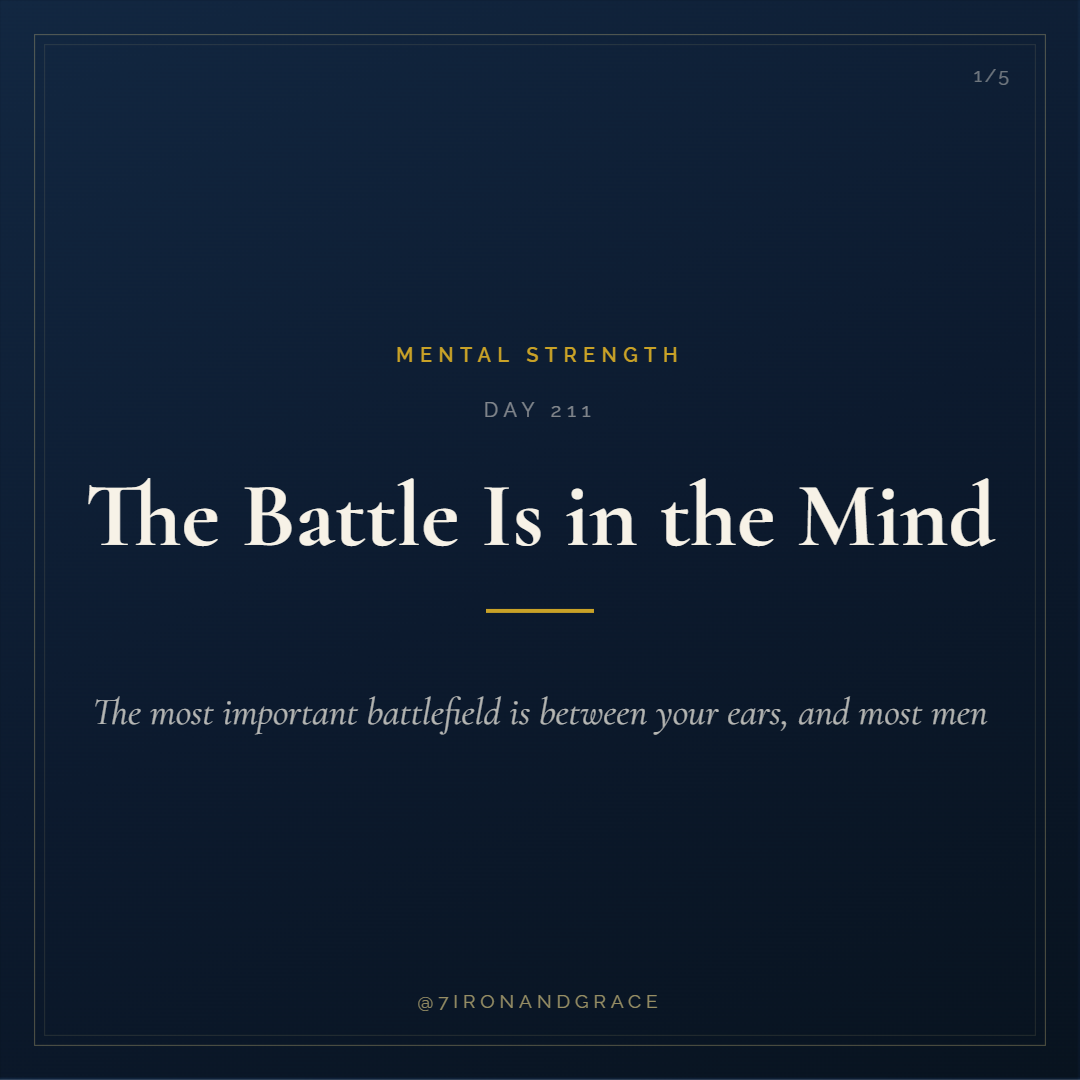 1/5
MENTAL STRENGTH
DAY 211
The Battle Is in the Mind
The most important battlefield is between your ears, and most men
@7IRONANDGRACE